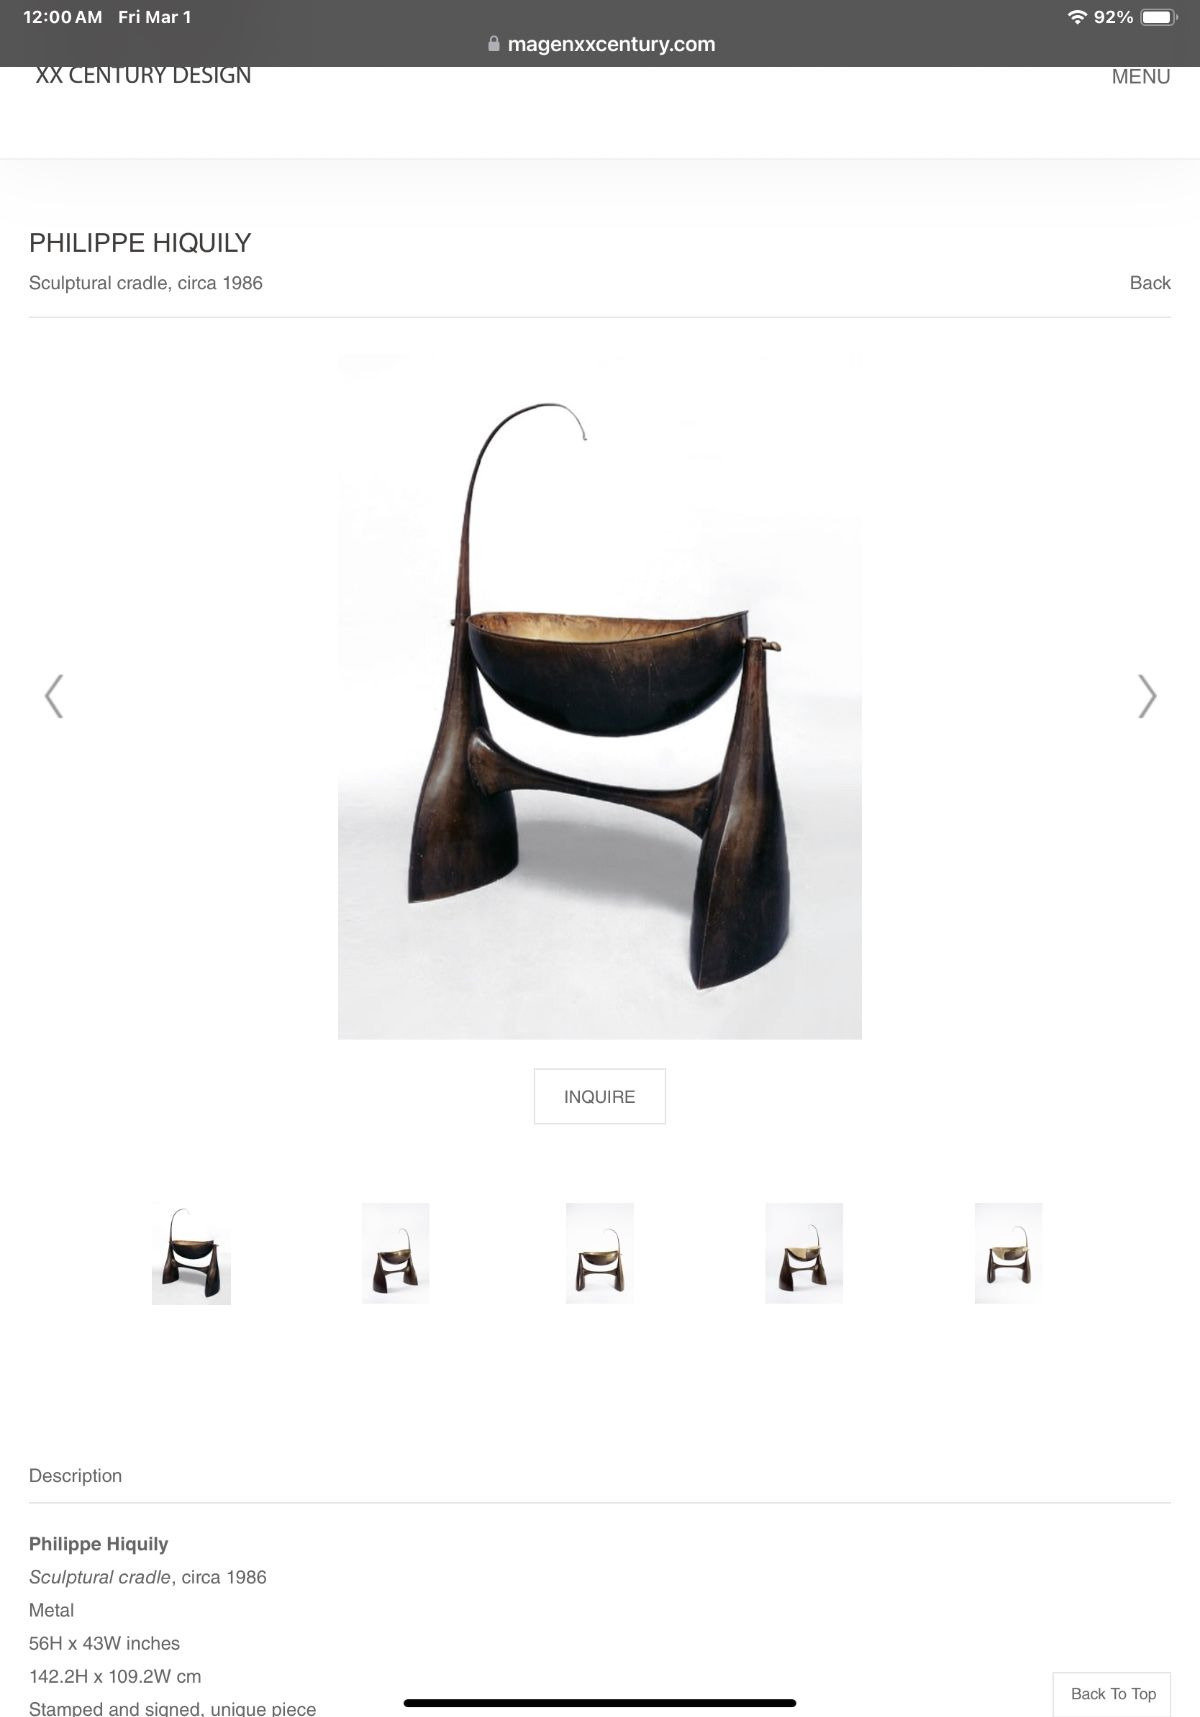 12:00 AM Fri Mar 1 92%
magenxxcentury.com
XX CENTURY DESIGN MENU
PHILIPPE HIQUILY
Sculptural cradle, circa 1986 Back
INQUIRE
Description
Philippe Hiquily
Sculptural cradle, circa 1986
Metal
56H x 43W inches
142.2H x 109.2W cm
Stamped and signed, unique piece
Back To Top